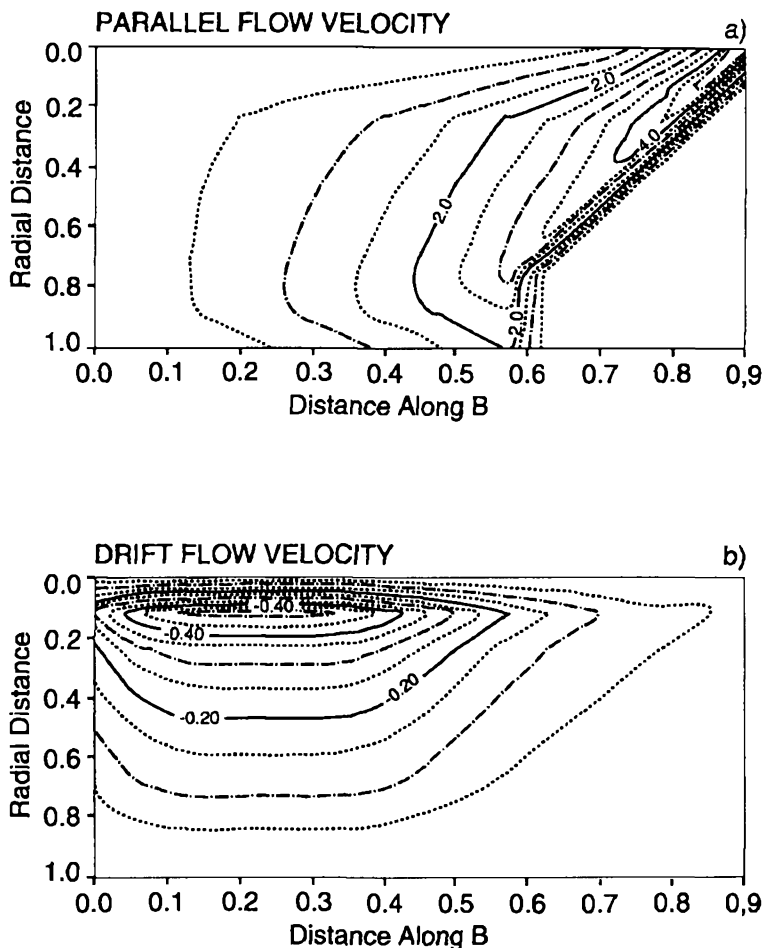 PARALLEL FLOW VELOCITY a)
0.0
0.2
0.4
0.6
0.8
1.0
Radial Distance
2.0
4.0
2.0
2.0
0.0 0.1 0.2 0.3 0.4 0.5 0.6 0.7 0.8 0,9
Distance Along B
DRIFT FLOW VELOCITY b)
0.0
0.2
0.4
0.6
0.8
1.0
Radial Distance
-0.40
-0.40
-0.20
-0.20
0.0 0.1 0.2 0.3 0.4 0.5 0.6 0.7 0.8 0,9
Distance Along B